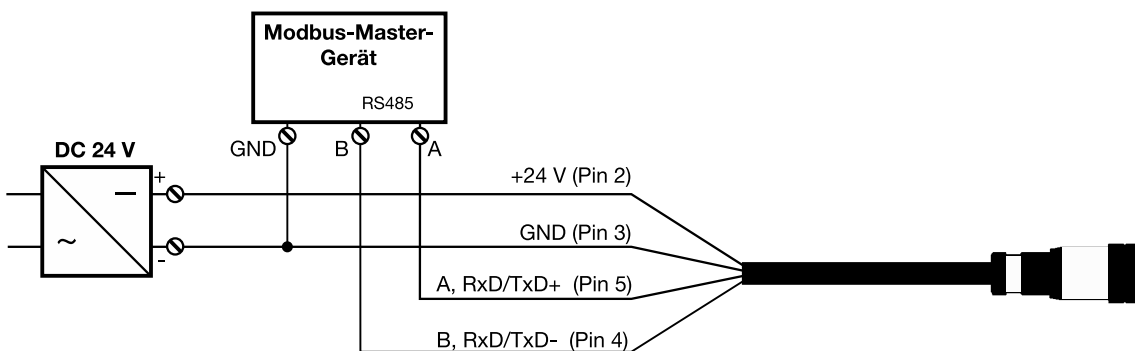 Modbus-Master-
Gerät
RS485
GND
B
A
DC 24 V
+
-
~
+24 V (Pin 2)
GND (Pin 3)
A, RxD/TxD+ (Pin 5)
B, RxD/TxD- (Pin 4)